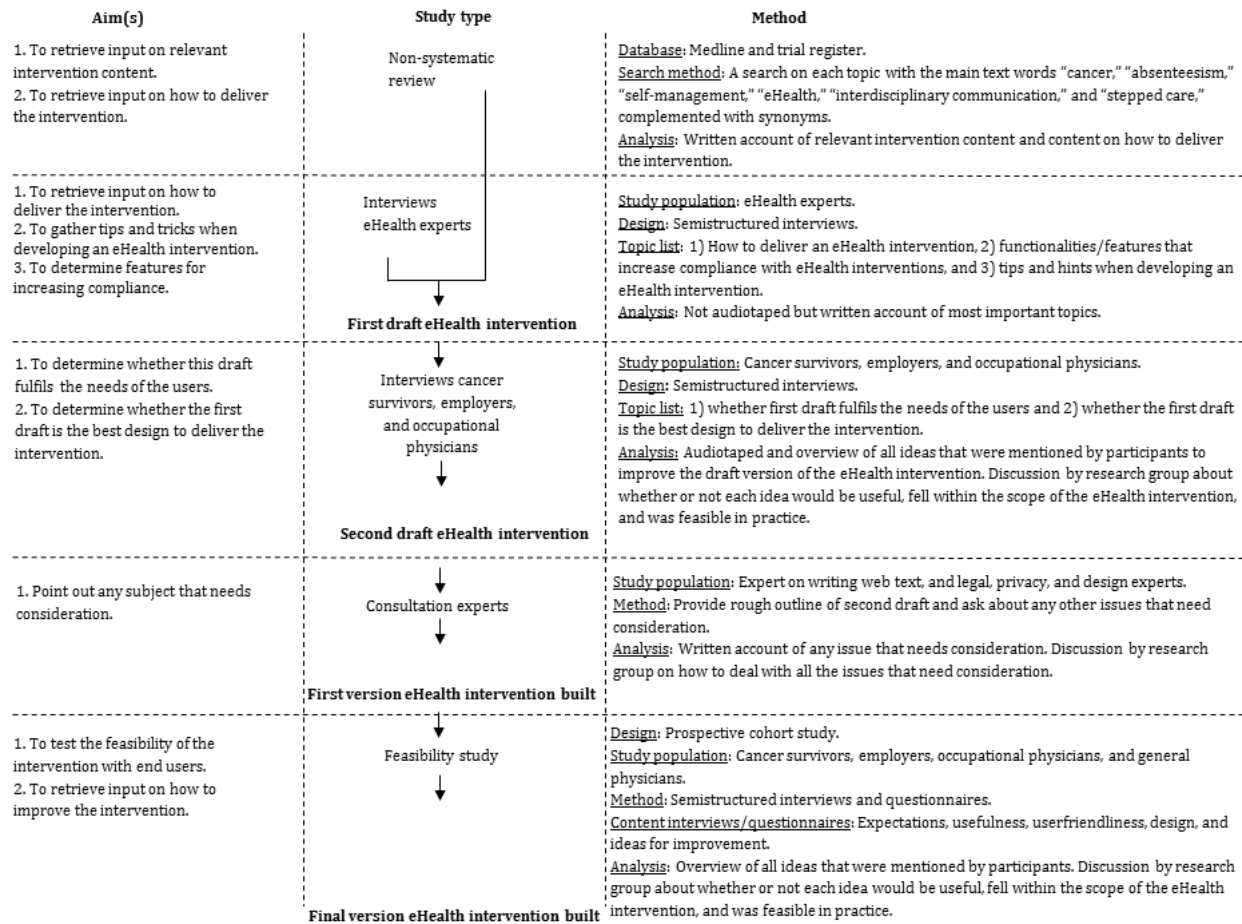 Aim(s)
Study type
Method
1. To retrieve input on relevant
intervention content.
2. To retrieve input on how to deliver
the intervention.
Non-systematic
review
Database: Medline and trial register.
Search method: A search on each topic with the main text words “cancer,” “absenteesism,”
“self-management,” “eHealth,” “interdisciplinary communication,” and “stepped care,”
complemented with synonyms.
Analysis: Written account of relevant intervention content and content on how to deliver
the intervention.
1. To retrieve input on how to
deliver the intervention.
2. To gather tips and tricks when
developing an eHealth intervention.
3. To determine features for
increasing compliance.
Interviews
eHealth experts
First draft eHealth intervention
Study population: eHealth experts.
Design: Semistructured interviews.
Topic list: 1) How to deliver an eHealth intervention, 2) functionalities/features that
increase compliance with eHealth interventions, and 3) tips and hints when developing an
eHealth intervention.
Analysis: Not audiotaped but written account of most important topics.
1. To determine whether this draft
fulfils the needs of the users.
2. To determine whether the first
draft is the best design to deliver the
intervention.
Interviews cancer
survivors, employers,
and occupational
physicians
Second draft eHealth intervention
Study population: Cancer survivors, employers, and occupational physicians.
Design: Semistructured interviews.
Topic list: 1) whether first draft fulfils the needs of the users and 2) whether the first draft
is the best design to deliver the intervention.
Analysis: Audiotaped and overview of all ideas that were mentioned by participants to
improve the draft version of the eHealth intervention. Discussion by research group about
whether or not each idea would be useful, fell within the scope of the eHealth intervention,
and was feasible in practice.
1. Point out any subject that needs
consideration.
Consultation experts
First version eHealth intervention built
Study population: Expert on writing web text, and legal, privacy, and design experts.
Method: Provide rough outline of second draft and ask about any other issues that need
consideration.
Analysis: Written account of any issue that needs consideration. Discussion by research
group on how to deal with all the issues that need consideration.
1. To test the feasibility of the
intervention with end users.
2. To retrieve input on how to
improve the intervention.
Feasibility study
Final version eHealth intervention built
Design: Prospective cohort study.
Study population: Cancer survivors, employers, occupational physicians, and general
physicians.
Method: Semistructured interviews and questionnaires.
Content interviews/questionnaires: Expectations, usefulness, userfriendliness, design, and
ideas for improvement.
Analysis: Overview of all ideas that were mentioned by participants. Discussion by research
group about whether or not each idea would be useful, fell within the scope of the eHealth
intervention, and was feasible in practice.